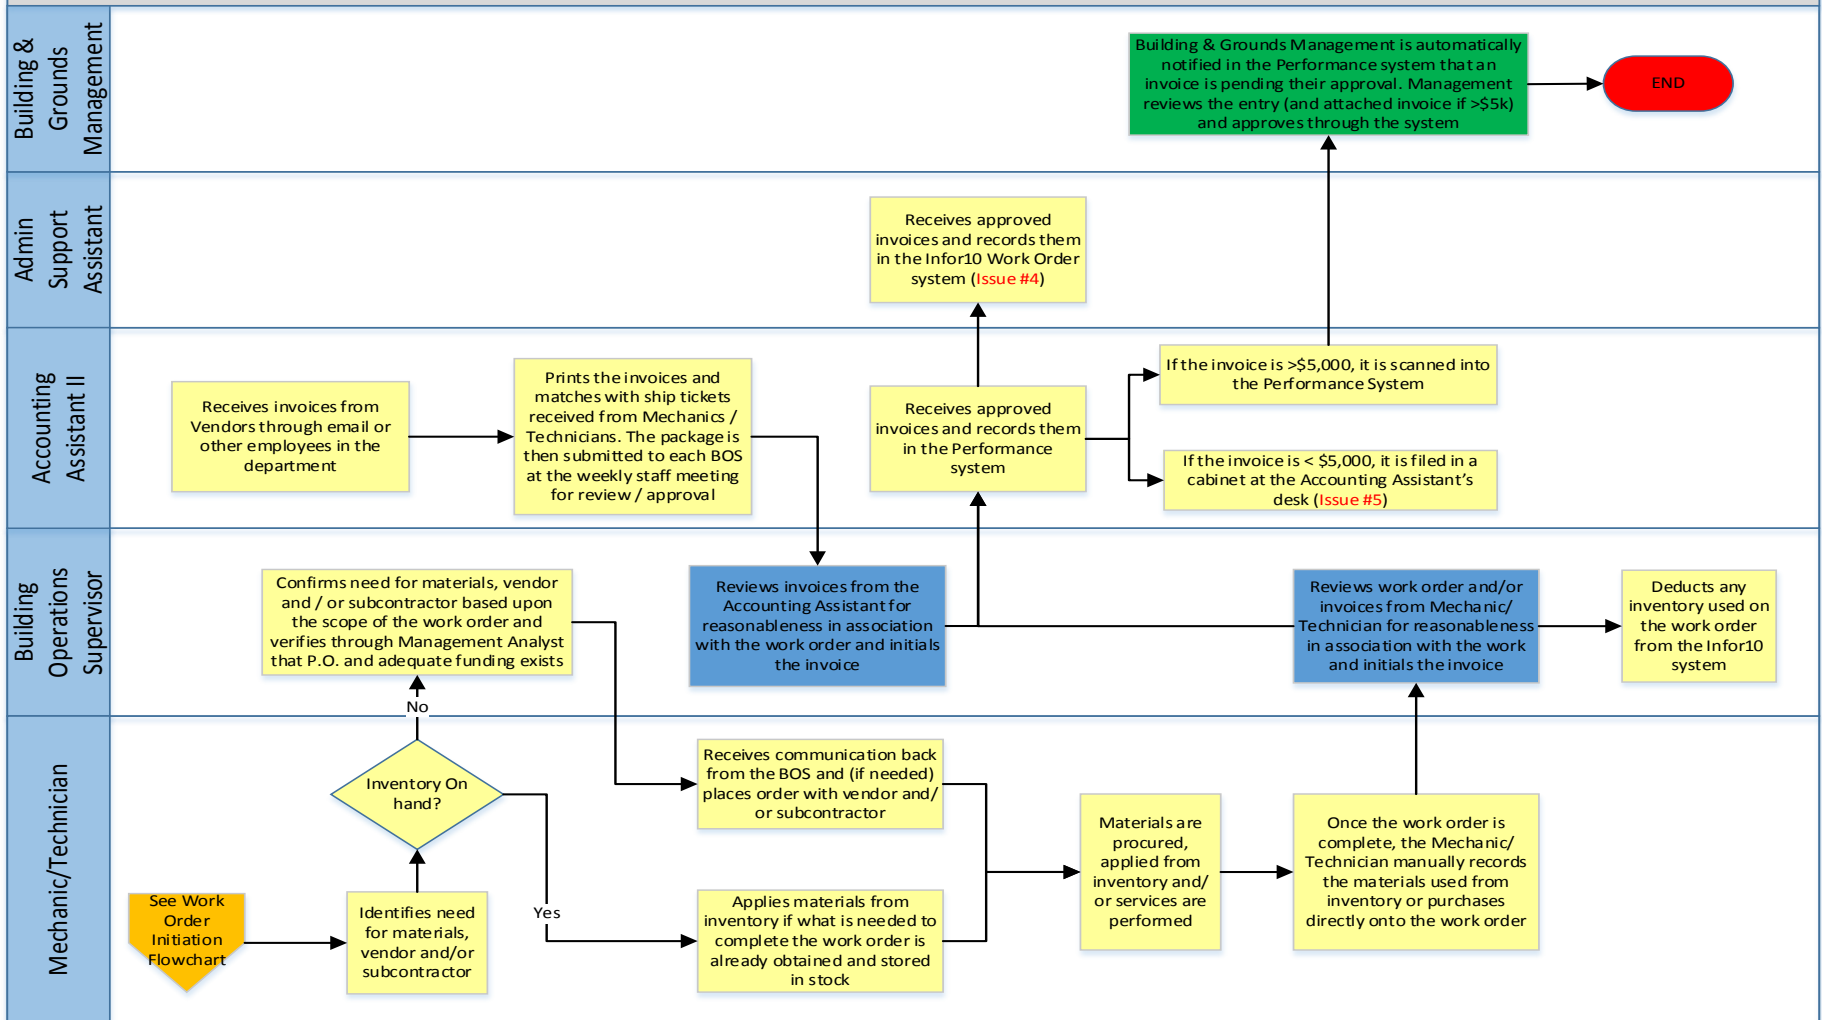 Building &
Grounds
Management
Building & Grounds Management is automatically
notified in the Performance system that an
invoice is pending their approval. Management
reviews the entry (and attached invoice if >$5k)
and approves through the system
END
Admin
Support
Assistant
Receives approved
invoices and records them
in the Infor10 Work Order
system (Issue #4)
Accounting
Assistant II
Receives invoices from
Vendors through email or
other employees in the
department
Prints the invoices and
matches with ship tickets
received from Mechanics /
Technicians. The package is
then submitted to each BOS
at the weekly staff meeting
for review / approval
Receives approved
invoices and records them
in the Performance
system
If the invoice is >$5,000, it is scanned into
the Performance System
If the invoice is < $5,000, it is filed in a
cabinet at the Accounting Assistant's
desk (Issue #5)
Building
Operations
Supervisor
Confirms need for materials, vendor
and / or subcontractor based upon
the scope of the work order and
verifies through Management Analyst
that P.O. and adequate funding exists
Reviews invoices from the
Accounting Assistant for
reasonableness in association
with the work order and initials
the invoice
Reviews work order and/or
invoices from Mechanic/
Technician for reasonableness
in association with the work
and initials the invoice
Deducts any
inventory used on
the work order
from the Infor10
system
Mechanic/Technician
See Work
Order
Initiation
Flowchart
Identifies need
for materials,
vendor and/or
subcontractor
Inventory On
hand?
No
Yes
Receives communication back
from the BOS and (if needed)
places order with vendor and/
or subcontractor
Applies materials from
inventory if what is needed to
complete the work order is
already obtained and stored
in stock
Materials are
procured,
applied from
inventory and/
or services are
performed
Once the work order is
complete, the Mechanic/
Technician manually records
the materials used from
inventory or purchases
directly onto the work order